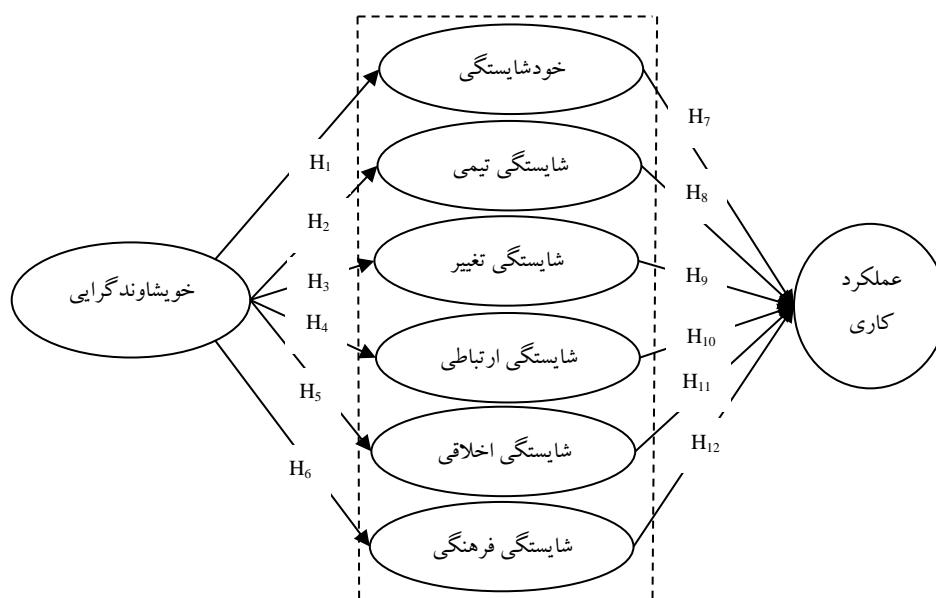 خودشایستگی
شایستگی تیمی
شایستگی تغییر
شایستگی ارتباطی
شایستگی اخلاقی
شایستگی فرهنگی
خویشاوندگرایی
عملکرد
کاری
H1
H2
H3
H4
H5
H6
H7
H8
H9
H10
H11
H12